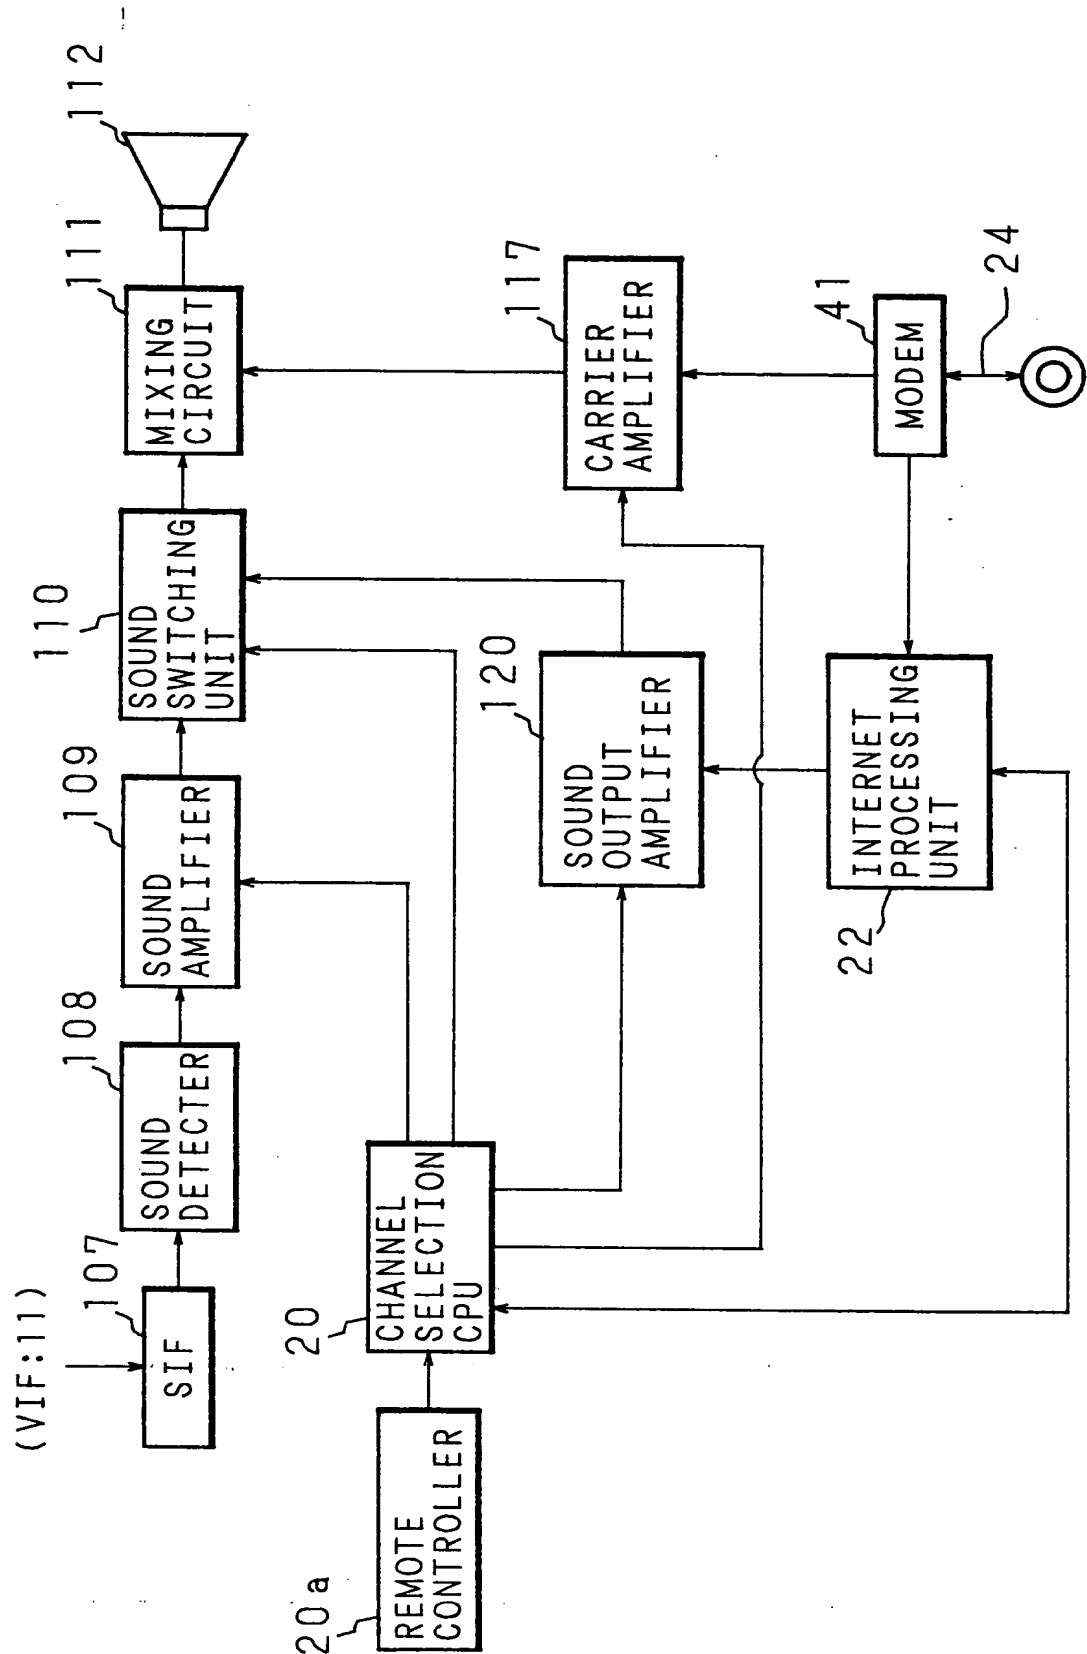 (VIF:11)
107
SIF
108
SOUND
DETECTER
109
SOUND
AMPLIFIER
110
SOUND
SWITCHING
UNIT
111
MIXING
CIRCUIT
112
20a
REMOTE
CONTROLLER
20
CHANNEL
SELECTION
CPU
120
SOUND
OUTPUT
AMPLIFIER
117
CARRIER
AMPLIFIER
22
INTERNET
PROCESSING
UNIT
41
MODEM
24